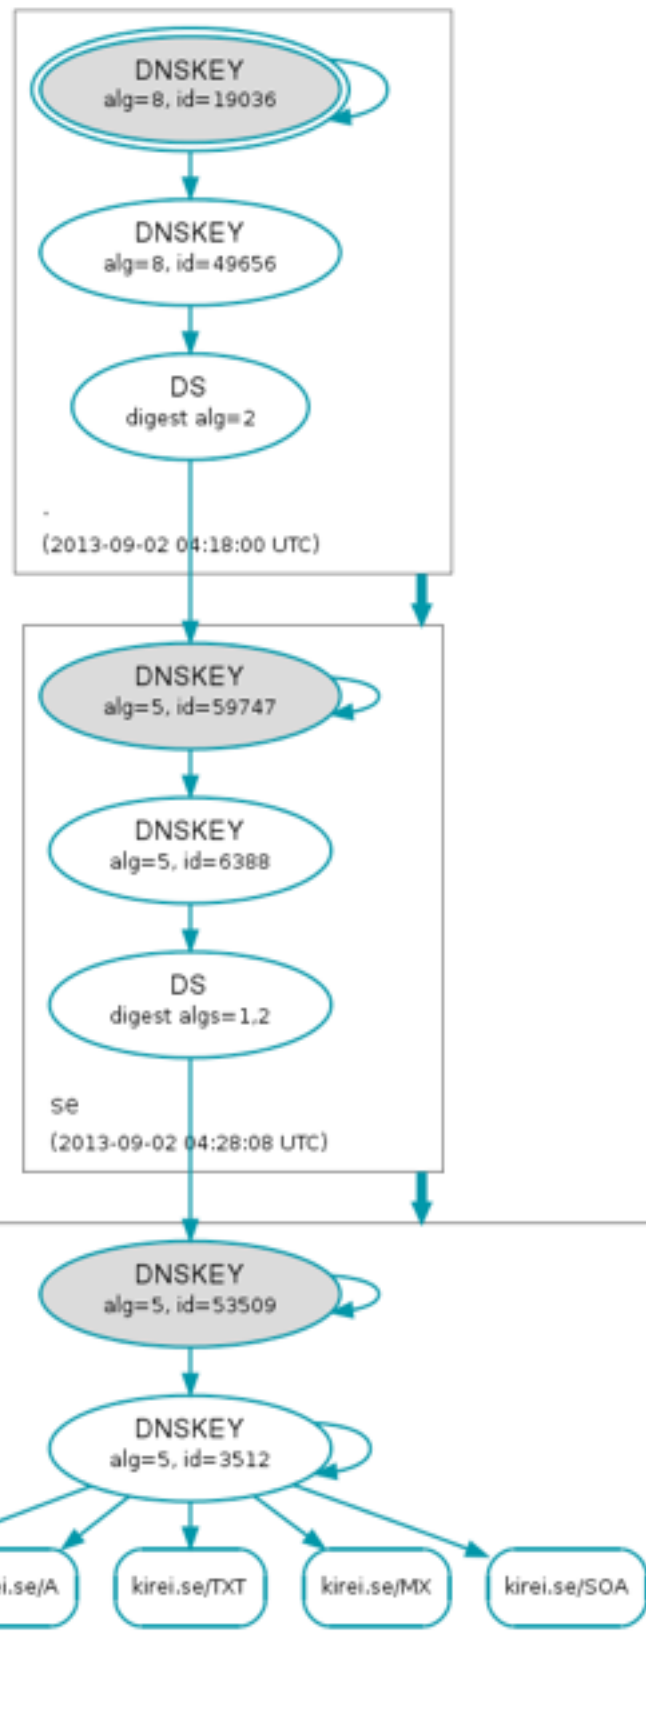 DNSKEY
alg=8, id=19036
DNSKEY
alg=8, id=49656
DS
digest alg=2
.
(2013-09-02 04:18:00 UTC)
DNSKEY
alg=5, id=59747
DNSKEY
alg=5, id=6388
DS
digest algs=1,2
se
(2013-09-02 04:28:08 UTC)
DNSKEY
alg=5, id=53509
DNSKEY
alg=5, id=3512
i.se/A
kirei.se/TXT
kirei.se/MX
kirei.se/SOA